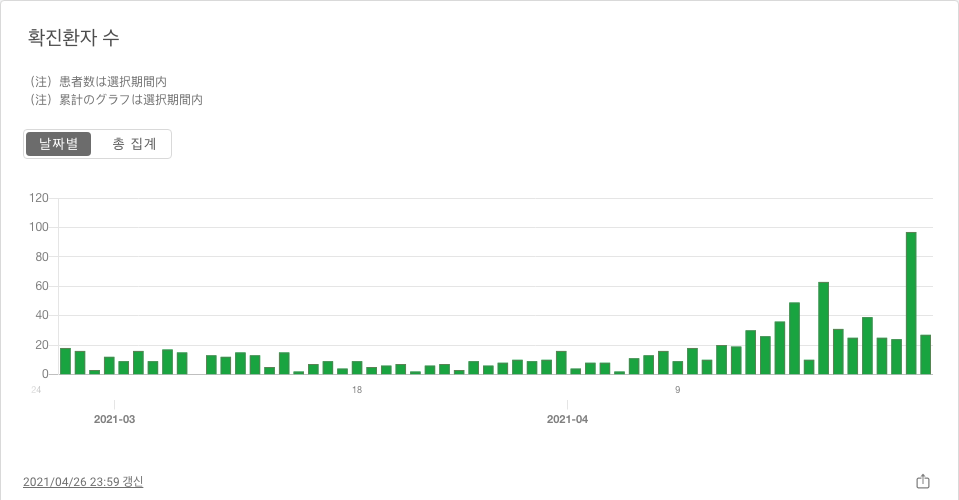 확진환자 수
（注）患者数は選択期間内
（注）累計のグラフは選択期間内
날짜별 총 집계
120
100
80
60
40
20
0
24 18 9
2021-03 2021-04
2021/04/26 23:59 갱신